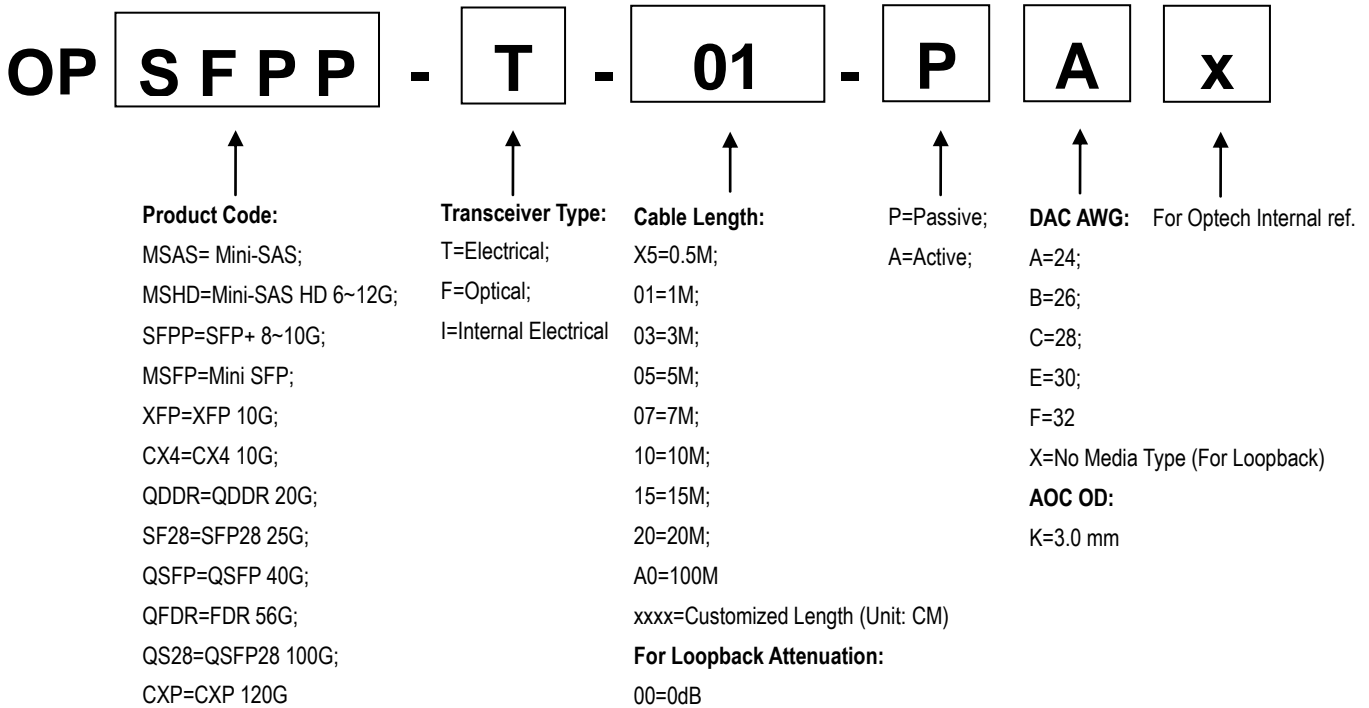 OP S F P P - T - 01 - P A x
Product Code:
MSAS= Mini-SAS;
MSHD=Mini-SAS HD 6~12G;
SFPP=SFP+ 8~10G;
MSFP=Mini SFP;
XFP=XFP 10G;
CX4=CX4 10G;
QDDR=QDDR 20G;
SF28=SFP28 25G;
QSFP=QSFP 40G;
QFDR=FDR 56G;
QS28=QSFP28 100G;
CXP=CXP 120G
Transceiver Type:
T=Electrical;
F=Optical;
I=Internal Electrical
Cable Length:
X5=0.5M;
01=1M;
03=3M;
05=5M;
07=7M;
10=10M;
15=15M;
20=20M;
A0=100M
xxxx=Customized Length (Unit: CM)
For Loopback Attenuation:
00=0dB
P=Passive;
A=Active;
DAC AWG:
A=24;
B=26;
C=28;
E=30;
F=32
X=No Media Type (For Loopback)
AOC OD:
K=3.0 mm
For Optech Internal ref.